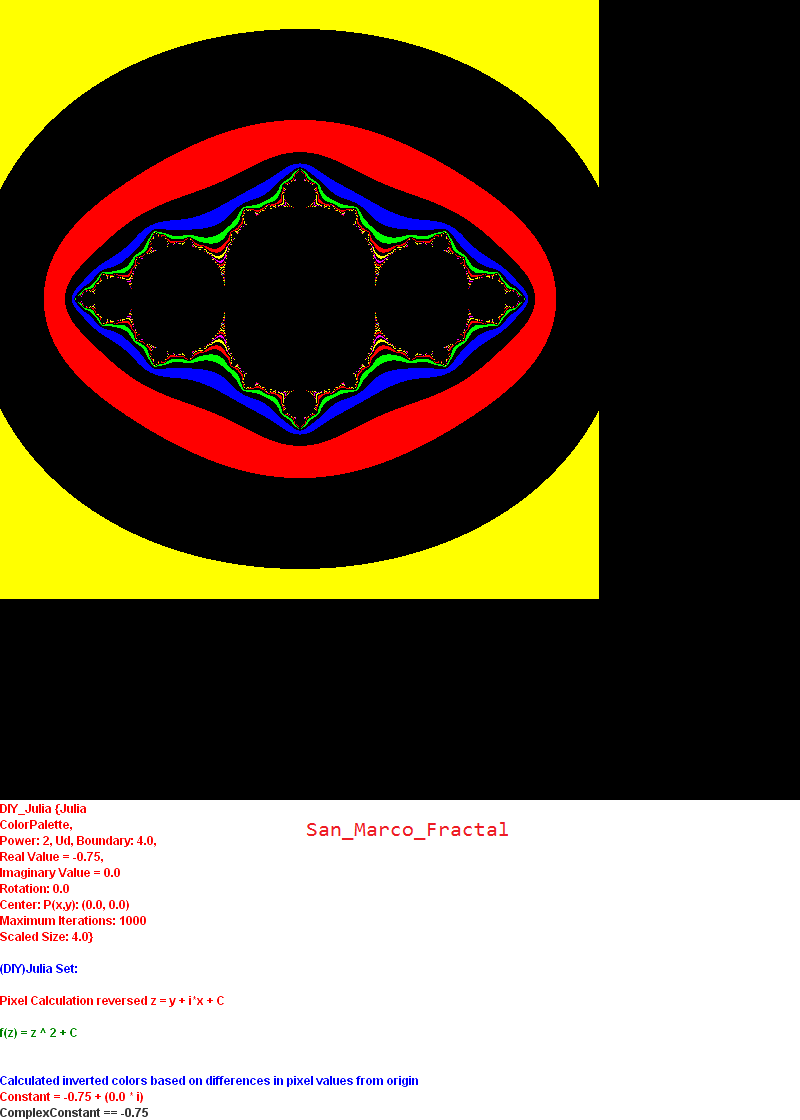 DIY_Julia {Julia
ColorPalette,
San_Marco_Fractal
Power: 2, Ud, Boundary: 4.0,
Real Value = -0.75,
Imaginary Value = 0.0
Rotation: 0.0
Center: P(x,y): (0.0, 0.0)
Maximum Iterations: 1000
Scaled Size: 4.0}
(DIY)Julia Set:
Pixel Calculation reversed z = y + i*x + C
f(z) = z ^ 2 + C
Calculated inverted colors based on differences in pixel values from origin
Constant = -0.75 + (0.0 * i)
ComplexConstant == -0.75